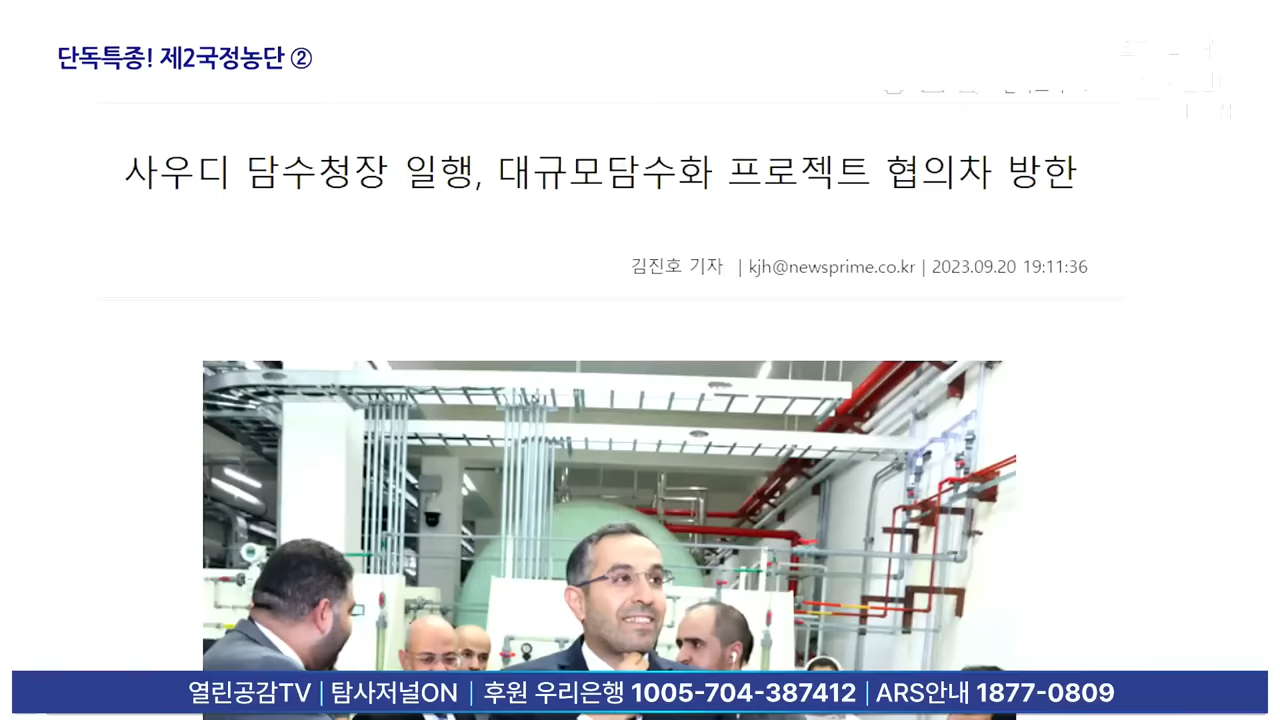 단독특종! 제2국정농단 ②
사우디 담수청장 일행, 대규모담수화 프로젝트 협의차 방한
김진호 기자 | kjh@newsprime.co.kr | 2023.09.20 19:11:36
열린공감TV | 탐사저널ON | 후원 우리은행 1005-704-387412 | ARS안내 1877-0809